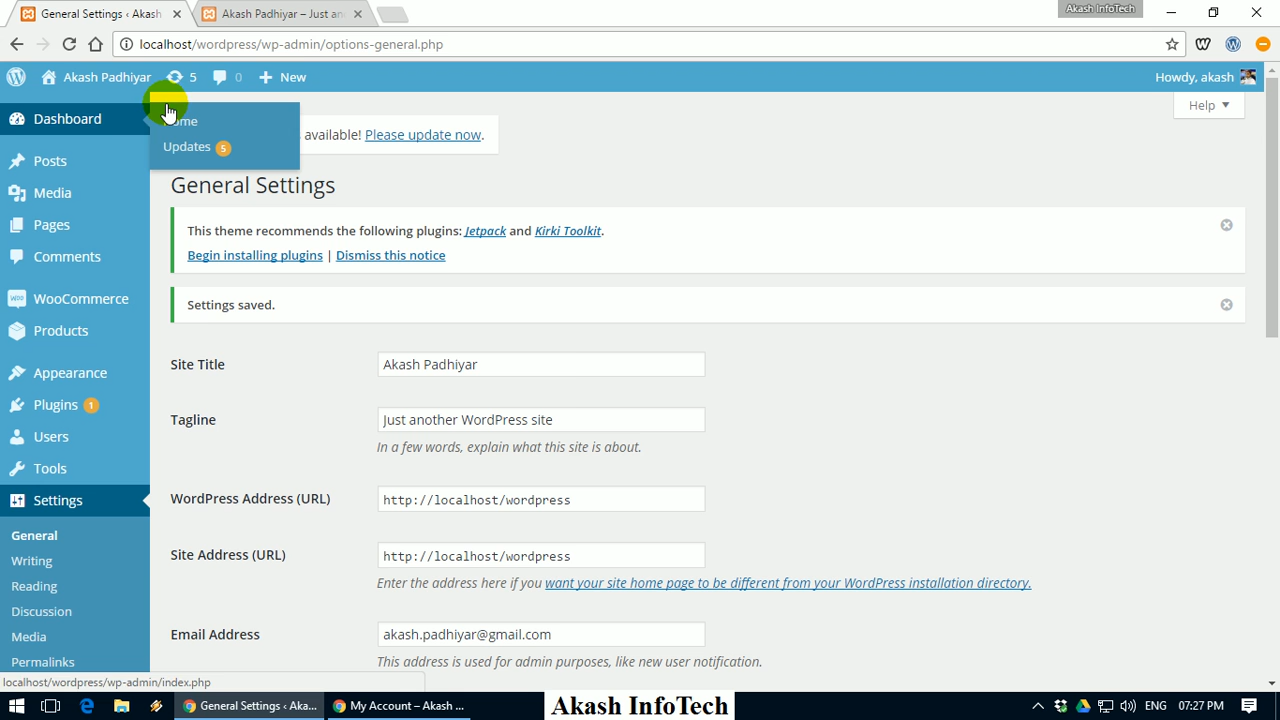 General Settings ‹ Akash
Akash Padhiyar – Just an
Akash InfoTech
localhost/wordpress/wp-admin/options-general.php
Akash Padhiyar
5
0
New
Howdy, akash
Help
Dashboard
Updates 5
available! Please update now.
Posts
Media
Pages
Comments
WooCommerce
Products
Appearance
Plugins 1
Users
Tools
Settings
General
Writing
Reading
Discussion
Media
Permalinks
General Settings
This theme recommends the following plugins: Jetpack and Kirki Toolkit.
Begin installing plugins | Dismiss this notice
Settings saved.
Site Title
Akash Padhiyar
Tagline
Just another WordPress site
In a few words, explain what this site is about.
WordPress Address (URL)
http://localhost/wordpress
Site Address (URL)
http://localhost/wordpress
Enter the address here if you want your site home page to be different from your WordPress installation directory.
Email Address
akash.padhiyar@gmail.com
This address is used for admin purposes, like new user notification.
localhost/wordpress/wp-admin/index.php
General Settings ‹ Aka...
My Account – Akash ...
Akash InfoTech
ENG
07:27 PM